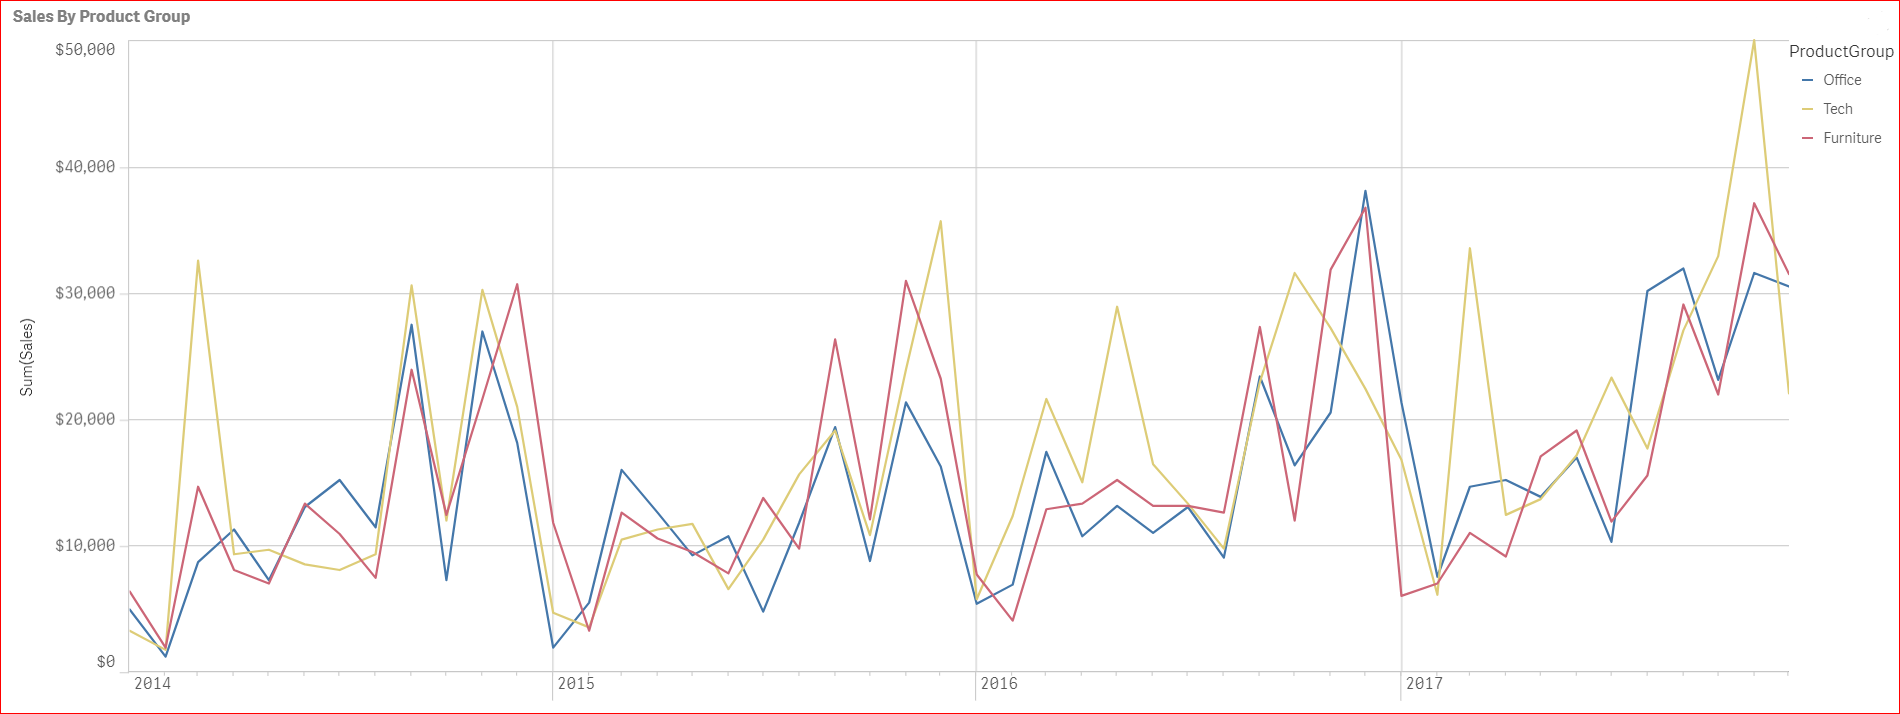 Sales By Product Group
$50,000
$40,000
$30,000
$20,000
$10,000
$0
Sum(Sales)
2014
2015
2016
2017
ProductGroup
Office
Tech
Furniture